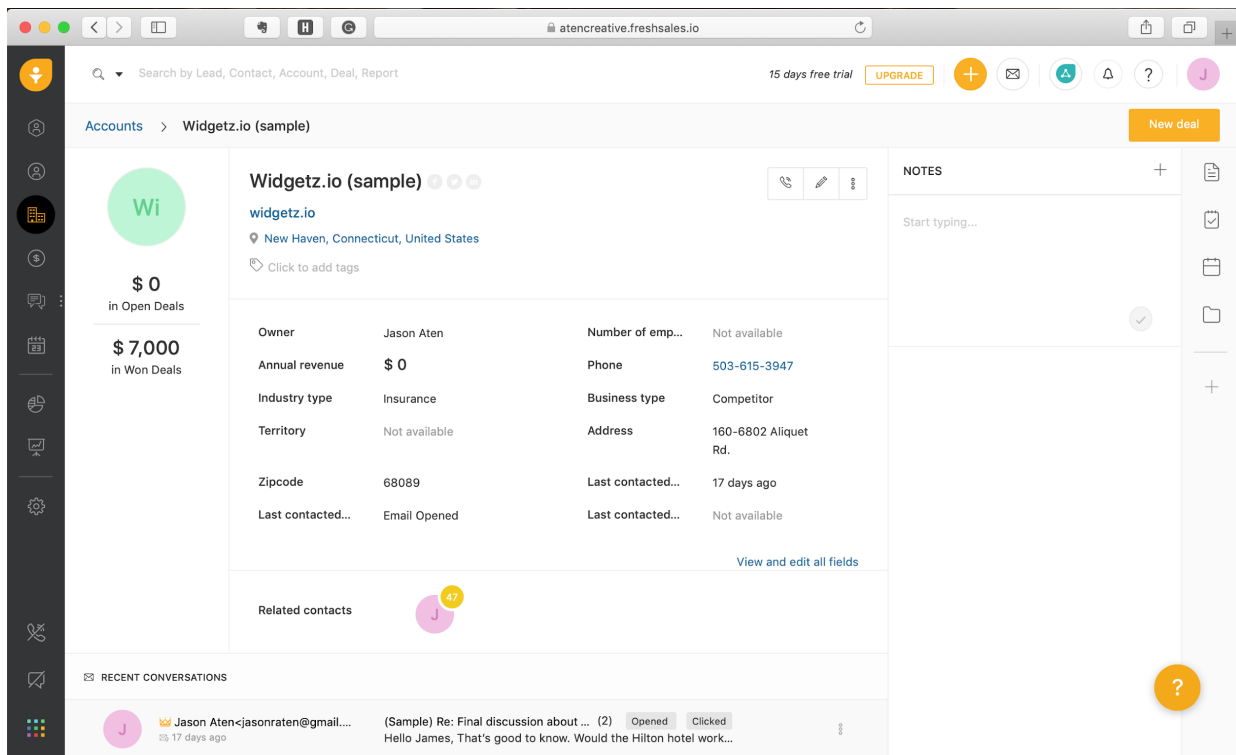 atencreative.freshsales.io
Search by Lead, Contact, Account, Deal, Report
15 days free trial
UPGRADE
J
Accounts > Widgetz.io (sample)
New deal
Wi
$ 0
in Open Deals
$ 7,000
in Won Deals
Widgetz.io (sample)
widgetz.io
New Haven, Connecticut, United States
Click to add tags
Owner Jason Aten Number of emp... Not available
Annual revenue $ 0 Phone 503-615-3947
Industry type Insurance Business type Competitor
Territory Not available Address 160-6802 Aliquet
Rd.
Zipcode 68089 Last contacted... 17 days ago
Last contacted... Email Opened Last contacted... Not available
View and edit all fields
Related contacts J 47
NOTES
Start typing...
23
RECENT CONVERSATIONS
J
Jason Aten<jasonraten@gmail.... (Sample) Re: Final discussion about ... (2) Opened Clicked
17 days ago Hello James, That's good to know. Would the Hilton hotel work...
?